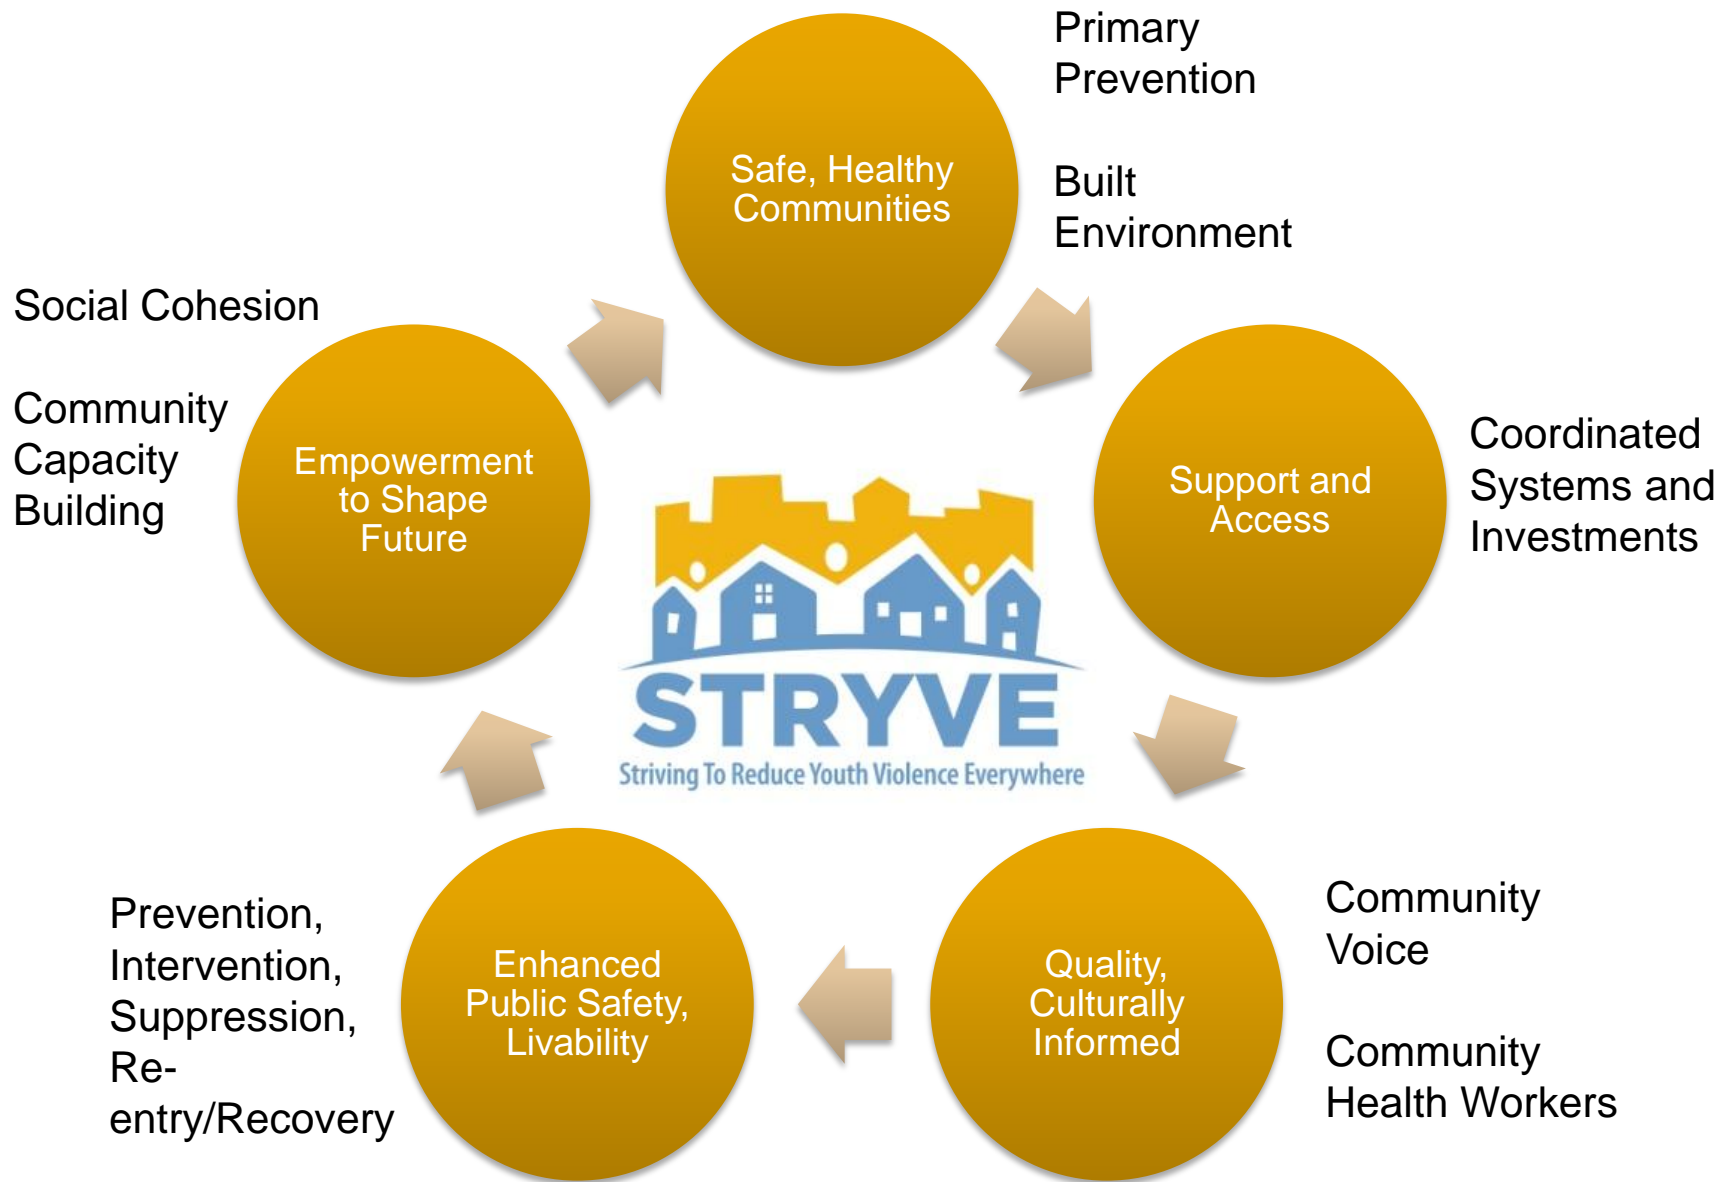 Primary
Prevention
Built
Environment
Safe, Healthy
Communities
Social Cohesion
Community
Capacity
Building
Empowerment
to Shape
Future
Support and
Access
Coordinated
Systems and
Investments
STRYVE
Striving To Reduce Youth Violence Everywhere
Prevention,
Intervention,
Suppression,
Re-
entry/Recovery
Enhanced
Public Safety,
Livability
Quality,
Culturally
Informed
Community
Voice
Community
Health Workers